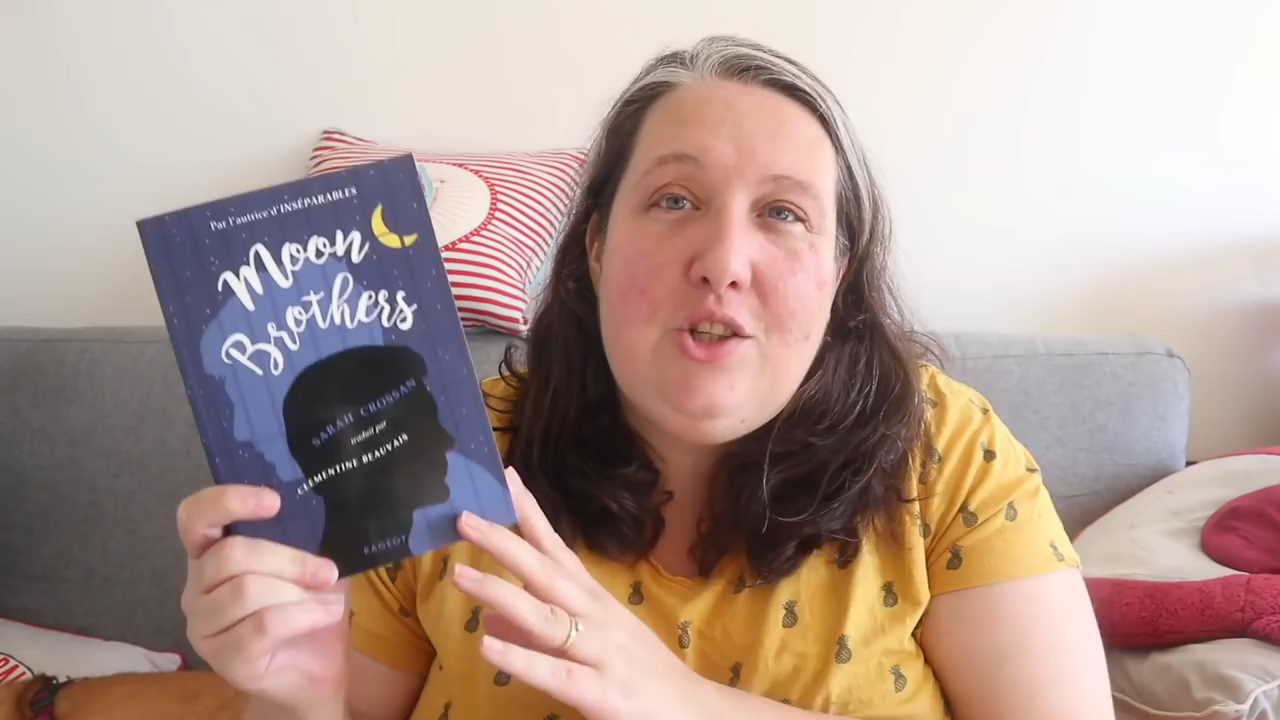 Par l'autrice d'INSÉPARABLES
Moon
Brothers
SARAH CROSSAN
traduit par
CLÉMENTINE BEAUVAIS
RAGEOT